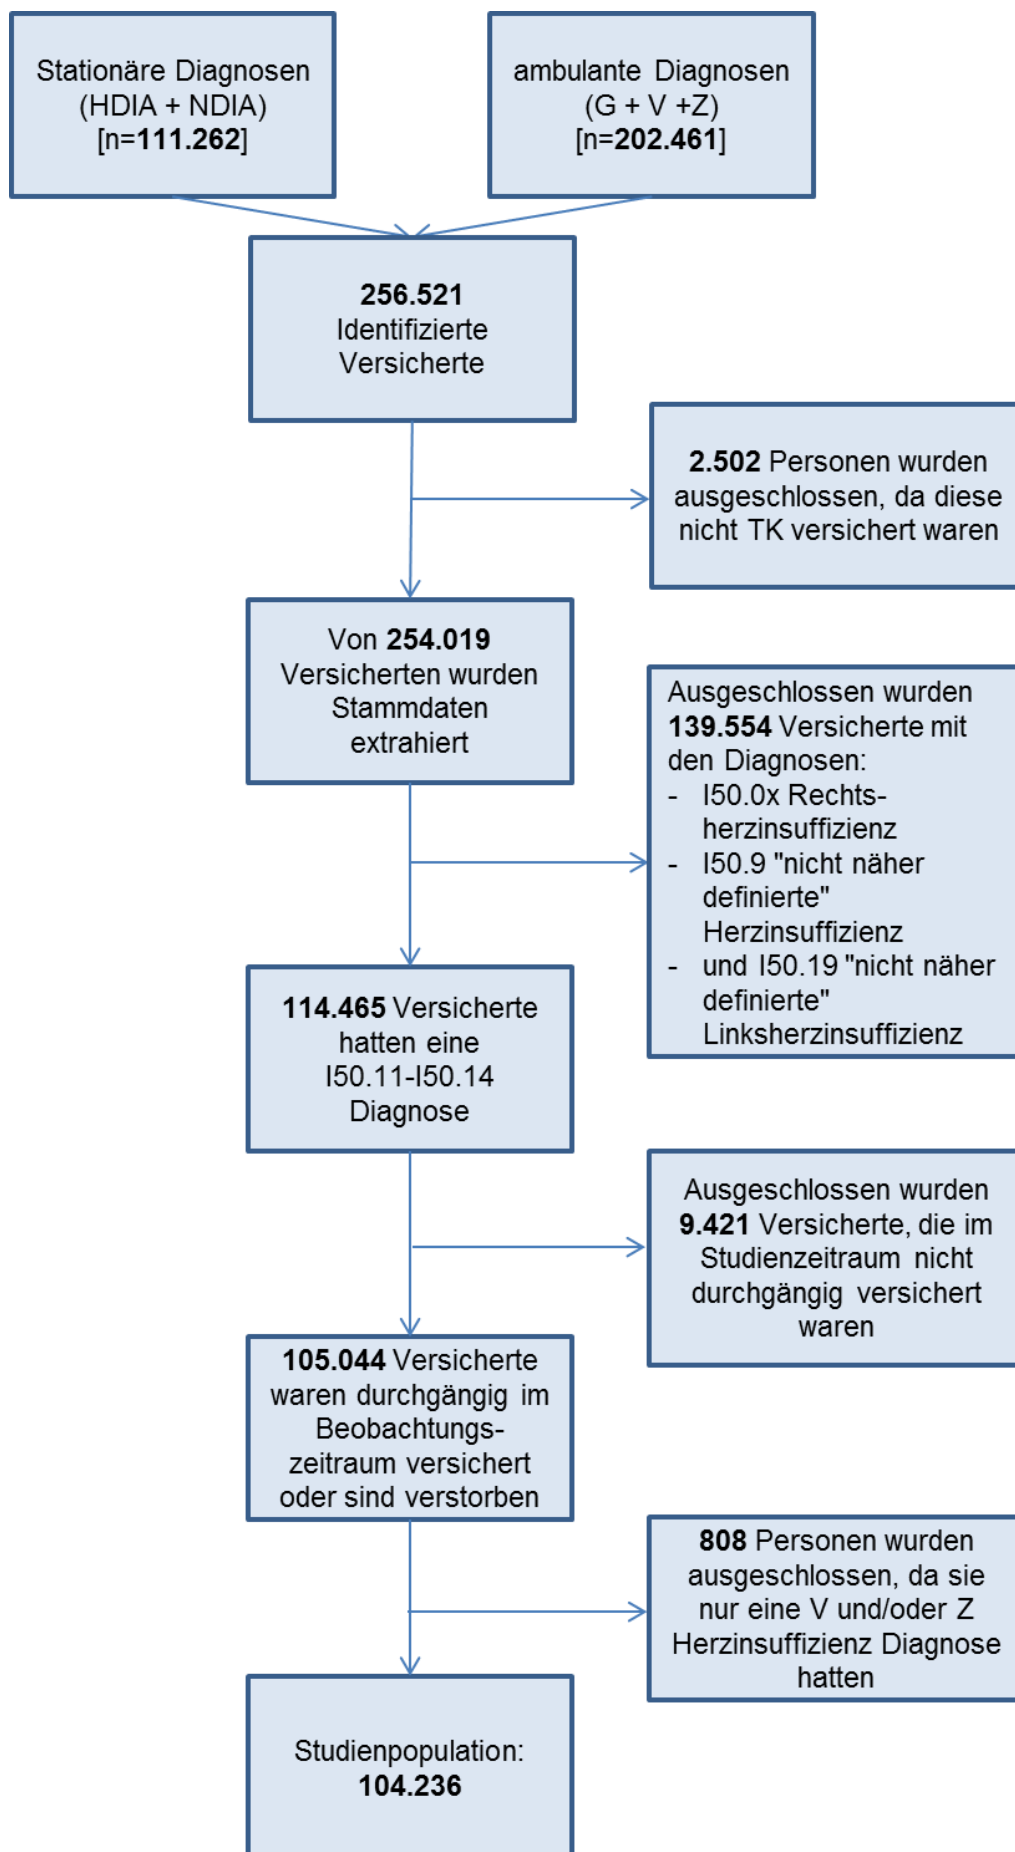 Stationäre Diagnosen
(HDIA + NDIA)
[n=111.262]
ambulante Diagnosen
(G + V +Z)
[n=202.461]
256.521
Identifizierte
Versicherte
2.502 Personen wurden
ausgeschlossen, da diese
nicht TK versichert waren
Von 254.019
Versicherten wurden
Stammdaten
extrahiert
Ausgeschlossen wurden
139.554 Versicherte mit
den Diagnosen:
- I50.0x Rechts-
herzinsuffizienz
- I50.9 "nicht näher
definierte"
Herzinsuffizienz
- und I50.19 "nicht näher
definierte"
Linksherzinsuffizienz
114.465 Versicherte
hatten eine
I50.11-I50.14
Diagnose
Ausgeschlossen wurden
9.421 Versicherte, die im
Studienzeitraum nicht
durchgängig versichert
waren
105.044 Versicherte
waren durchgängig im
Beobachtungs-
zeitraum versichert
oder sind verstorben
808 Personen wurden
ausgeschlossen, da sie
nur eine V und/oder Z
Herzinsuffizienz Diagnose
hatten
Studienpopulation:
104.236